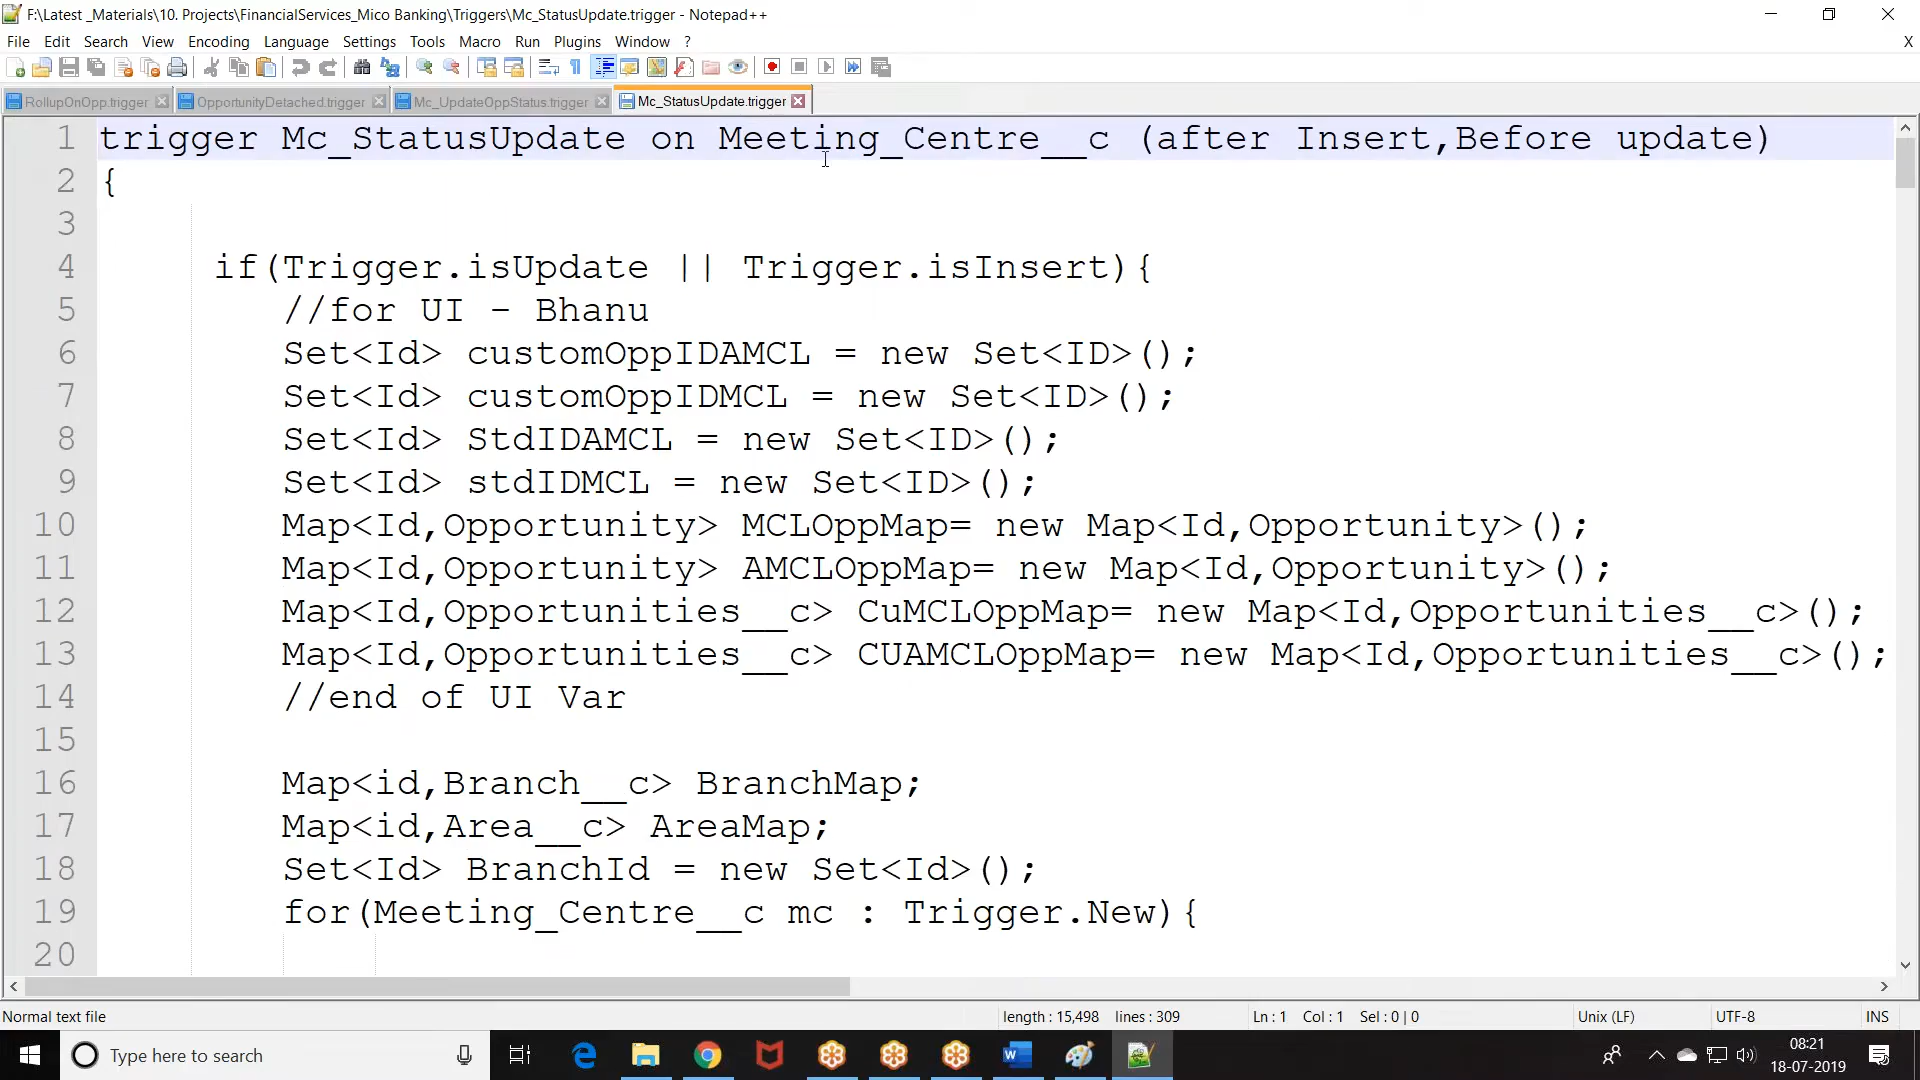 F:\Latest _Materials\10. Projects\FinancialServices_Mico Banking\Triggers\Mc_StatusUpdate.trigger - Notepad++
File Edit Search View Encoding Language Settings Tools Macro Run Plugins Window ? X
RollupOnOpp.trigger OpportunityDetached.trigger Mc_UpdateOppStatus.trigger Mc_StatusUpdate.trigger
1 trigger Mc_StatusUpdate on Meeting_Centre__c (after Insert,Before update)
2 {
3
4 if(Trigger.isUpdate || Trigger.isInsert){
5 //for UI - Bhanu
6 Set<Id> customOppIDAMCL = new Set<ID>();
7 Set<Id> customOppIDMCL = new Set<ID>();
8 Set<Id> StdIDAMCL = new Set<ID>();
9 Set<Id> stdIDMCL = new Set<ID>();
10 Map<Id,Opportunity> MCLOppMap= new Map<Id,Opportunity>();
11 Map<Id,Opportunity> AMCLOppMap= new Map<Id,Opportunity>();
12 Map<Id,Opportunities__c> CuMCLOppMap= new Map<Id,Opportunities__c>();
13 Map<Id,Opportunities__c> CUAMCLOppMap= new Map<Id,Opportunities__c>();
14 //end of UI Var
15
16 Map<id,Branch__c> BranchMap;
17 Map<id,Area__c> AreaMap;
18 Set<Id> BranchId = new Set<Id>();
19 for(Meeting_Centre__c mc : Trigger.New){
20
Normal text file length : 15,498 lines : 309 Ln : 1 Col : 1 Sel : 0 | 0 Unix (LF) UTF-8 INS
Type here to search
08:21
18-07-2019